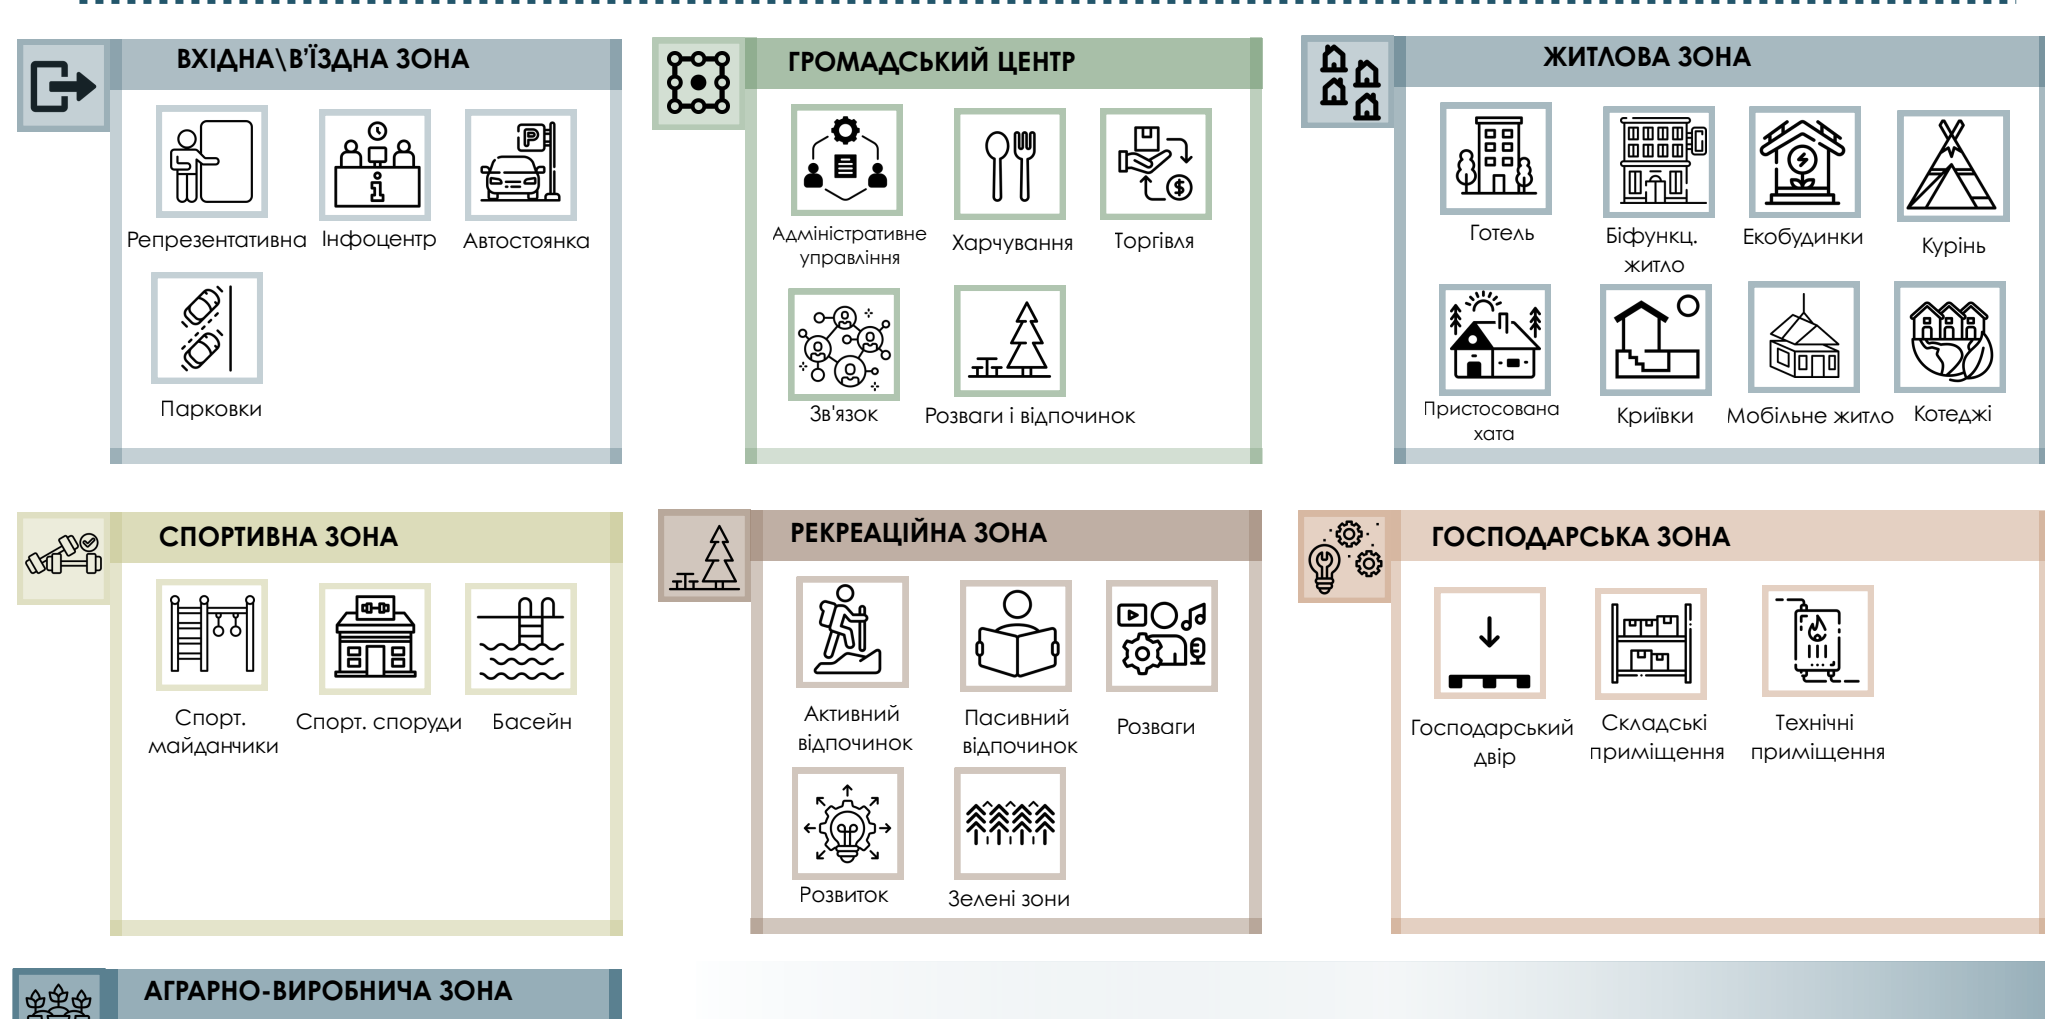 ВХІДНА\В'ЇЗДНА ЗОНА
Репрезентативна
Інфоцентр
P
Автостоянка
Парковки
ГРОМАДСЬКИЙ ЦЕНТР
Адміністративне
управління
Харчування
$
Торгівля
Зв'язок
Розваги і відпочинок
ЖИТЛОВА ЗОНА
Готель
Біфункц.
житло
Екобудинки
Курінь
Пристосована
хата
Криївки
Мобільне житло
Котеджі
СПОРТИВНА ЗОНА
Спорт.
майданчики
Спорт. споруди
Басейн
РЕКРЕАЦІЙНА ЗОНА
Активний
відпочинок
Пасивний
відпочинок
Розваги
Розвиток
Зелені зони
ГОСПОДАРСЬКА ЗОНА
Господарський
двір
Складські
приміщення
Технічні
приміщення
АГРАРНО-ВИРОБНИЧА ЗОНА